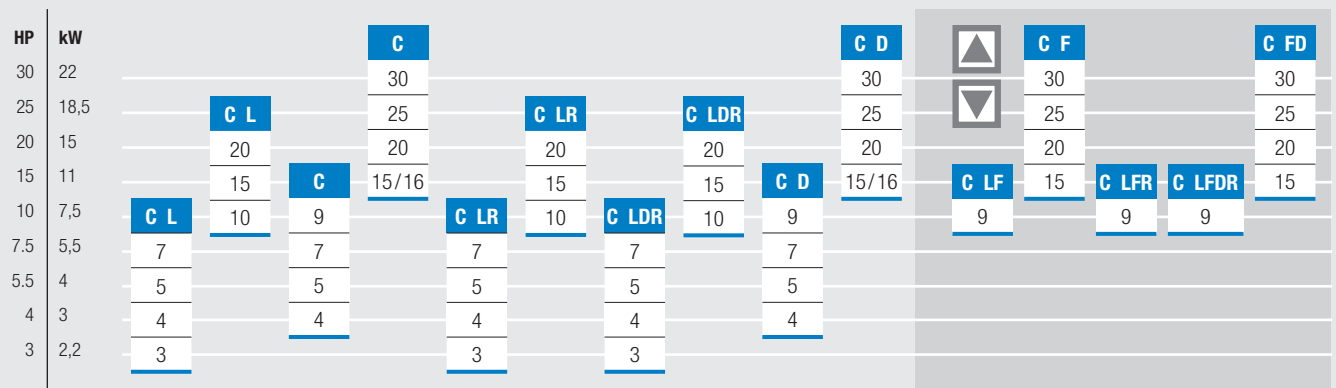 HP kW C C D C F C FD
30 22 30 30 30 30
25 18,5 C L 25 C LR C LDR 25 25 25
20 15 20 20 20 20 20 20 20
15 11 15 C 15/16 15 15 C D 15/16 C LF 15 C LFR C LFDR 15
10 7,5 C L 10 9 C LR 10 C LDR 10 9 9 9 9
7.5 5,5 7 7 7 7 7
5.5 4 5 5 5 5 5
4 3 4 4 4 4 4
3 2,2 3 3 3